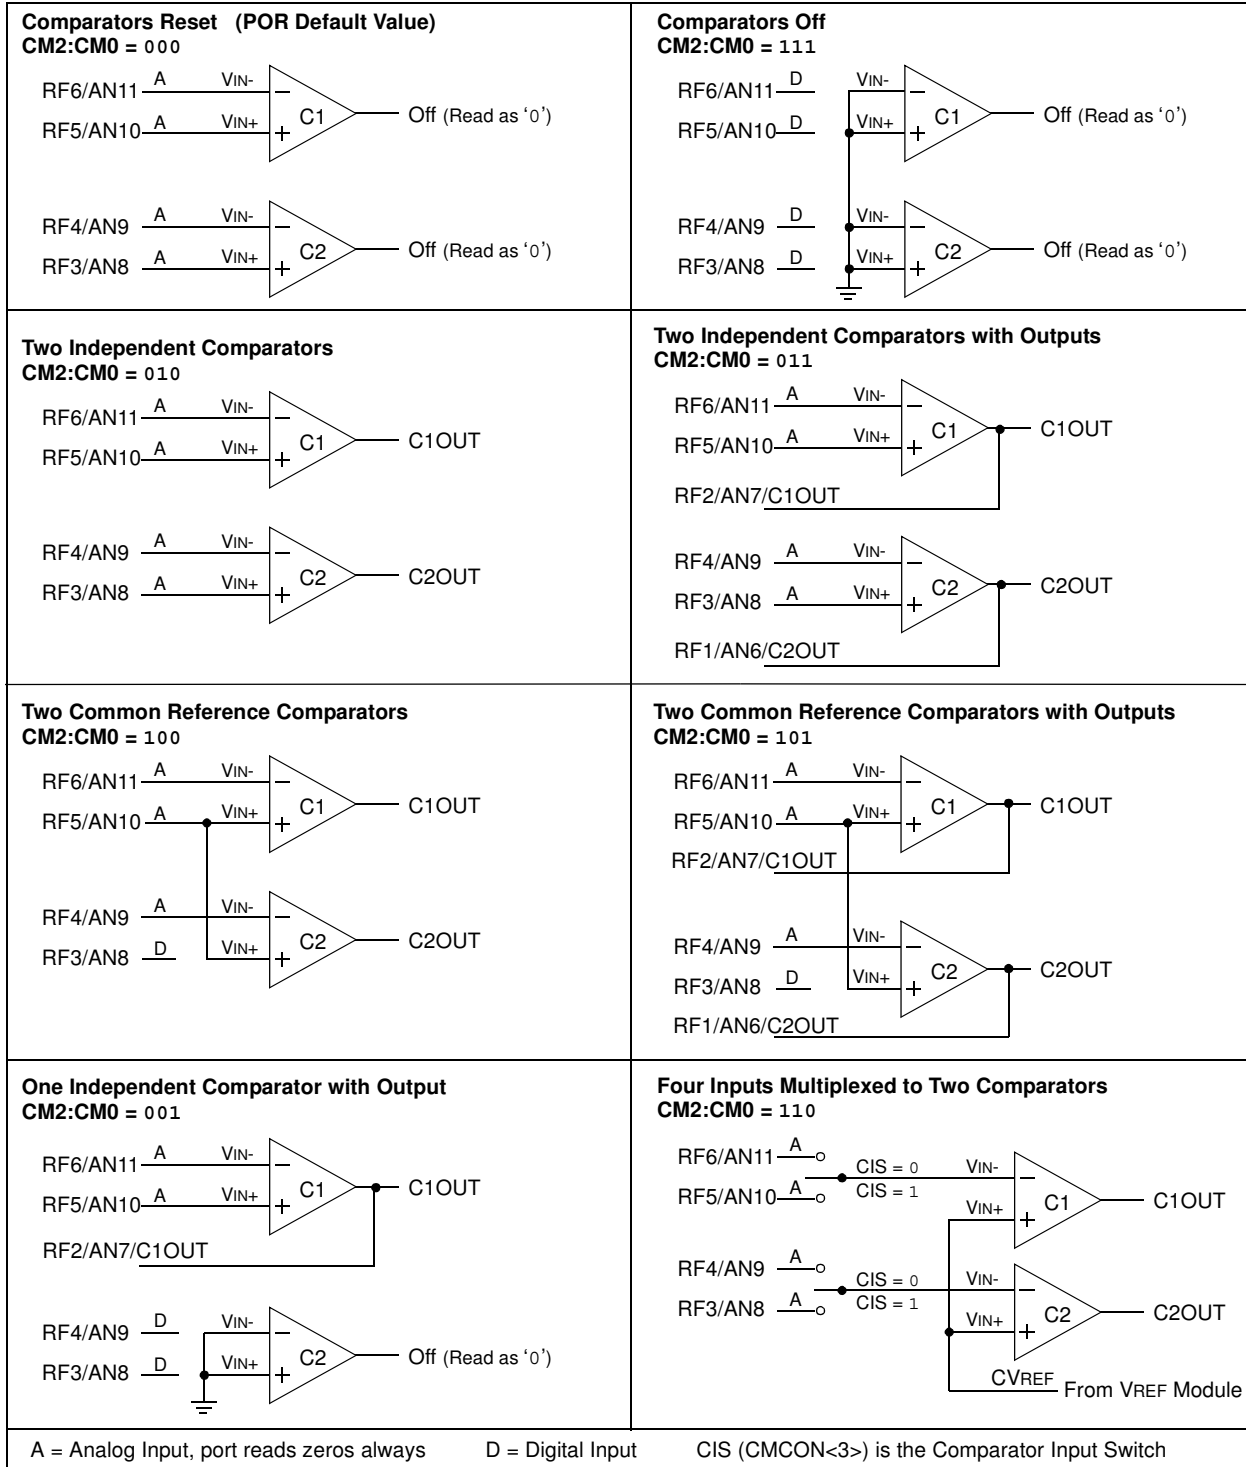 Comparators Reset (POR Default Value)
CM2:CM0 = 000
RF6/AN11 A VIN-
RF5/AN10 A VIN+
C1
Off (Read as ‘0’)
RF4/AN9 A VIN-
RF3/AN8 A VIN+
C2
Off (Read as ‘0’)
Comparators Off
CM2:CM0 = 111
RF6/AN11 D VIN-
RF5/AN10 D VIN+
C1
Off (Read as ‘0’)
RF4/AN9 D VIN-
RF3/AN8 D VIN+
C2
Off (Read as ‘0’)
Two Independent Comparators
CM2:CM0 = 010
RF6/AN11 A VIN-
RF5/AN10 A VIN+
C1
C1OUT
RF4/AN9 A VIN-
RF3/AN8 A VIN+
C2
C2OUT
Two Independent Comparators with Outputs
CM2:CM0 = 011
RF6/AN11 A VIN-
RF5/AN10 A VIN+
C1
C1OUT
RF2/AN7/C1OUT
RF4/AN9 A VIN-
RF3/AN8 A VIN+
C2
C2OUT
RF1/AN6/C2OUT
Two Common Reference Comparators
CM2:CM0 = 100
RF6/AN11 A VIN-
RF5/AN10 A VIN+
C1
C1OUT
RF4/AN9 A VIN-
RF3/AN8 D VIN+
C2
C2OUT
Two Common Reference Comparators with Outputs
CM2:CM0 = 101
RF6/AN11 A VIN-
RF5/AN10 A VIN+
C1
C1OUT
RF2/AN7/C1OUT
RF4/AN9 A VIN-
RF3/AN8 D VIN+
C2
C2OUT
RF1/AN6/C2OUT
One Independent Comparator with Output
CM2:CM0 = 001
RF6/AN11 A VIN-
RF5/AN10 A VIN+
C1
C1OUT
RF2/AN7/C1OUT
RF4/AN9 D VIN-
RF3/AN8 D VIN+
C2
Off (Read as ‘0’)
Four Inputs Multiplexed to Two Comparators
CM2:CM0 = 110
RF6/AN11 A
CIS = 0 VIN-
RF5/AN10 A CIS = 1
VIN+
C1
C1OUT
RF4/AN9 A
CIS = 0 VIN-
RF3/AN8 A CIS = 1
VIN+
C2
C2OUT
CVREF
From VREF Module
A = Analog Input, port reads zeros always D = Digital Input CIS (CMCON<3>) is the Comparator Input Switch